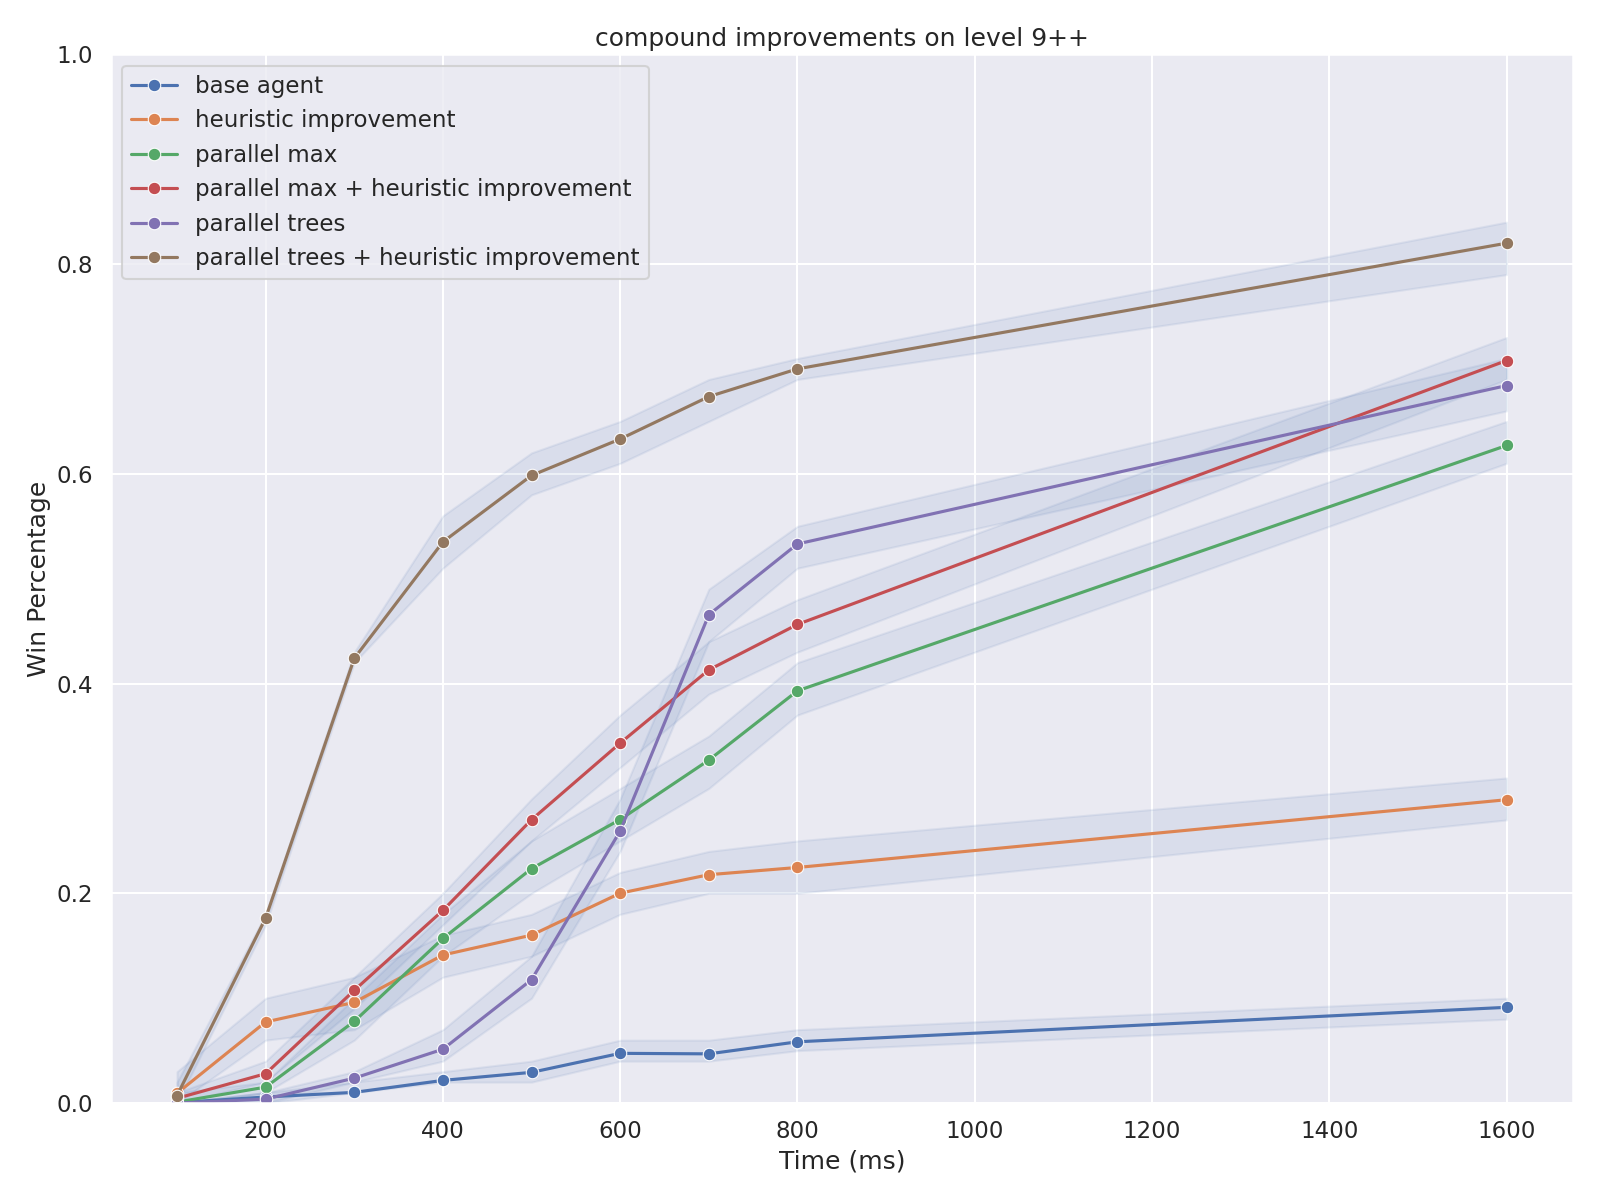 compound improvements on level 9++
1.0
base agent
heuristic improvement
parallel max
parallel max + heuristic improvement
parallel trees
parallel trees + heuristic improvement
0.8
0.6
0.4
0.2
0.0
Win Percentage
200 400 600 800 1000 1200 1400 1600
Time (ms)